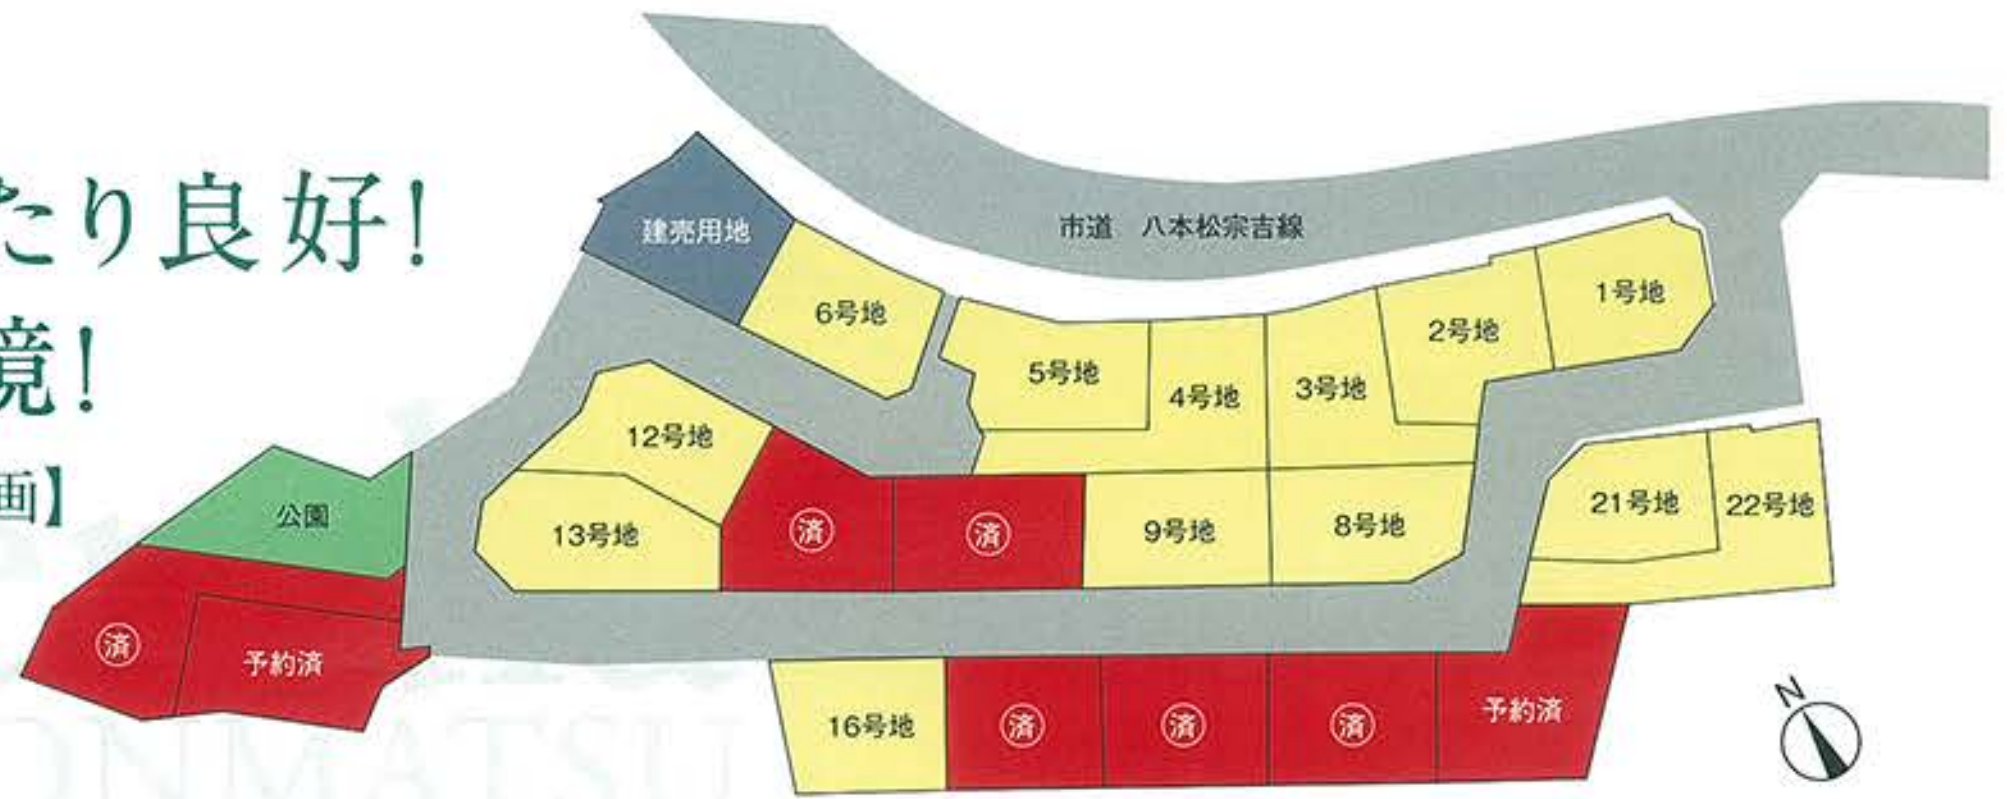 たり良好!
境!
画】
市道 八本松宗吉線
建売用地
6号地
5号地
4号地
3号地
2号地
1号地
12号地
13号地
済
済
9号地
8号地
21号地
22号地
公園
済
予約済
16号地
済
済
済
予約済
N
ONMATSU